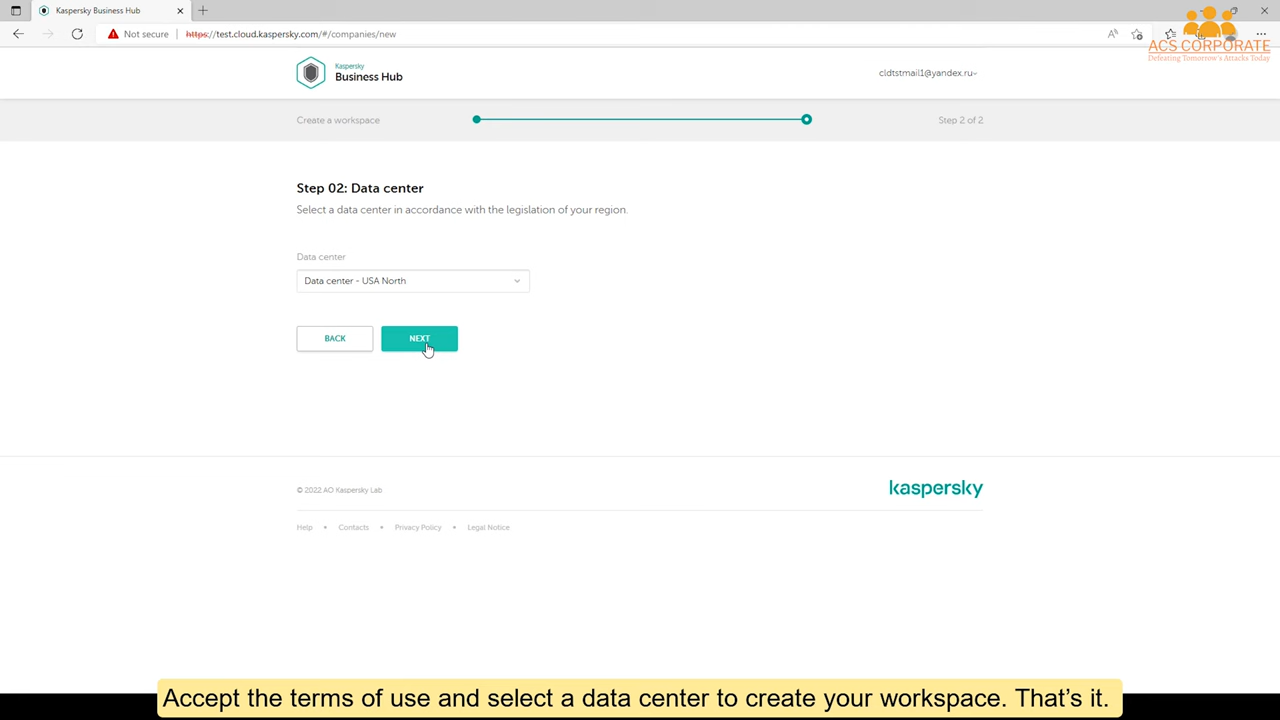 Kaspersky Business Hub
Not secure
https://test.cloud.kaspersky.com/#/companies/new
ACS CORPORATE
Defeating Tomorrow's Attacks Today
Kaspersky
Business Hub
cldtstmail1@yandex.ru
Create a workspace
Step 2 of 2
Step 02: Data center
Select a data center in accordance with the legislation of your region.
Data center
Data center - USA North
BACK
NEXT
kaspersky
© 2022 AO Kaspersky Lab
Help • Contacts • Privacy Policy • Legal Notice
Accept the terms of use and select a data center to create your workspace. That's it.